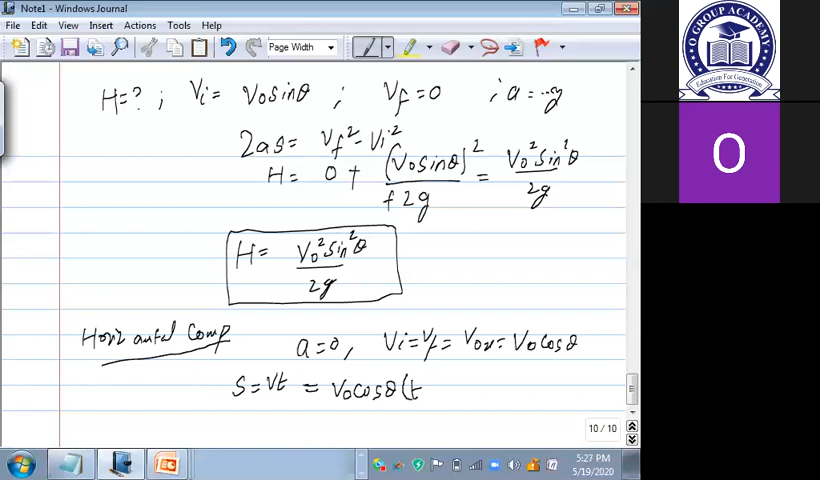 Note1 - Windows Journal
File Edit View Insert Actions Tools Help
Page Width
H=? ; Vi= V₀sinθ ; Vf=0 ; a=-g
2as= Vf²-Vi²
H= 0 + (V₀sinθ)²/+2g = V₀²sin²θ/2g
H= V₀²sin²θ/2g
Horizontal Comp
a=0, Vi=Vf=V₀ₓ=V₀cosθ
S=Vt = V₀cosθ(t
10 / 10
5:27 PM
5/19/2020
O GROUP ACADEMY
Education For Generation
O